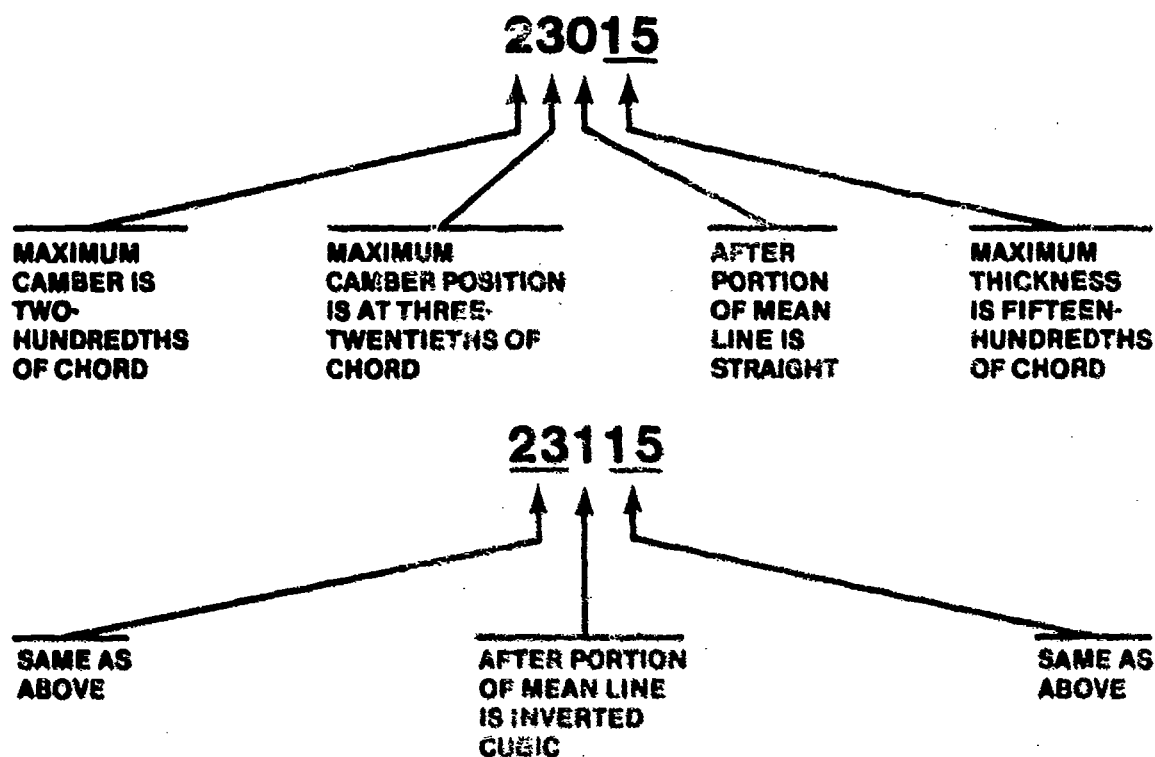 23015
MAXIMUM
CAMBER IS
TWO-
HUNDREDTHS
OF CHORD
MAXIMUM
CAMBER POSITION
IS AT THREE-
TWENTIETHS OF
CHORD
AFTER
PORTION
OF MEAN
LINE IS
STRAIGHT
MAXIMUM
THICKNESS
IS FIFTEEN-
HUNDREDTHS
OF CHORD
23115
SAME AS
ABOVE
AFTER PORTION
OF MEAN LINE
IS INVERTED
CUBIC
SAME AS
ABOVE